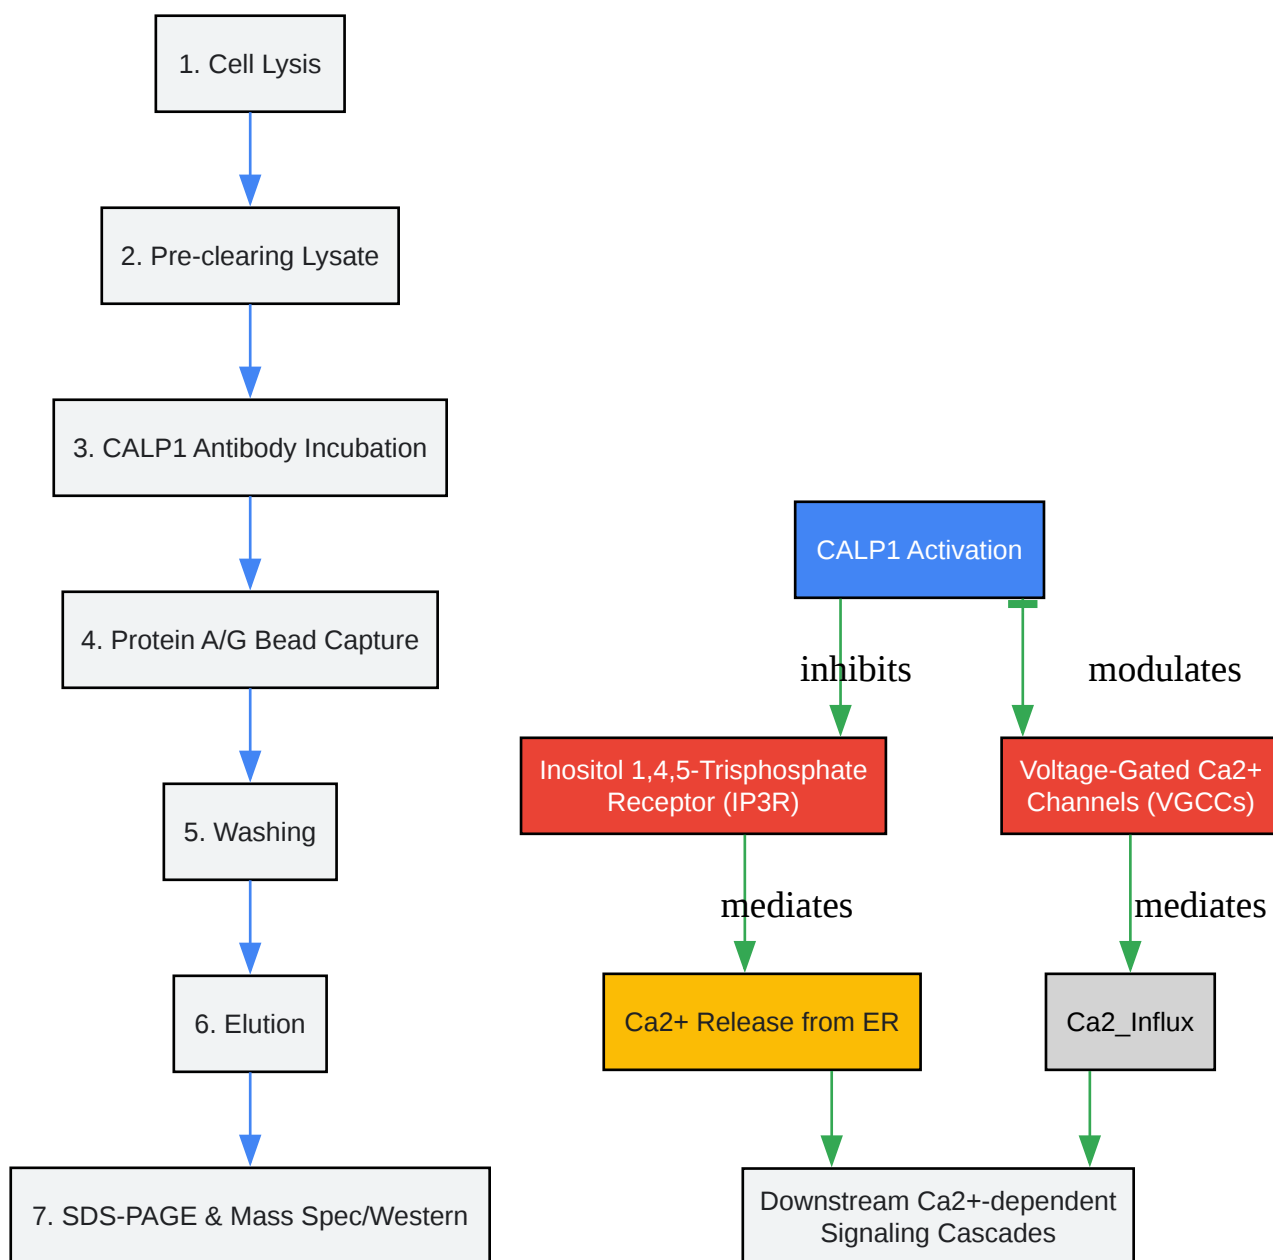 1. Cell Lysis
2. Pre-clearing Lysate
3. CALP1 Antibody Incubation
4. Protein A/G Bead Capture
5. Washing
6. Elution
7. SDS-PAGE & Mass Spec/Western
CALP1 Activation
inhibits
modulates
Inositol 1,4,5-Trisphosphate
Receptor (IP3R)
Voltage-Gated Ca2+
Channels (VGCCs)
mediates
mediates
Ca2+ Release from ER
Ca2_Influx
Downstream Ca2+-dependent
Signaling Cascades